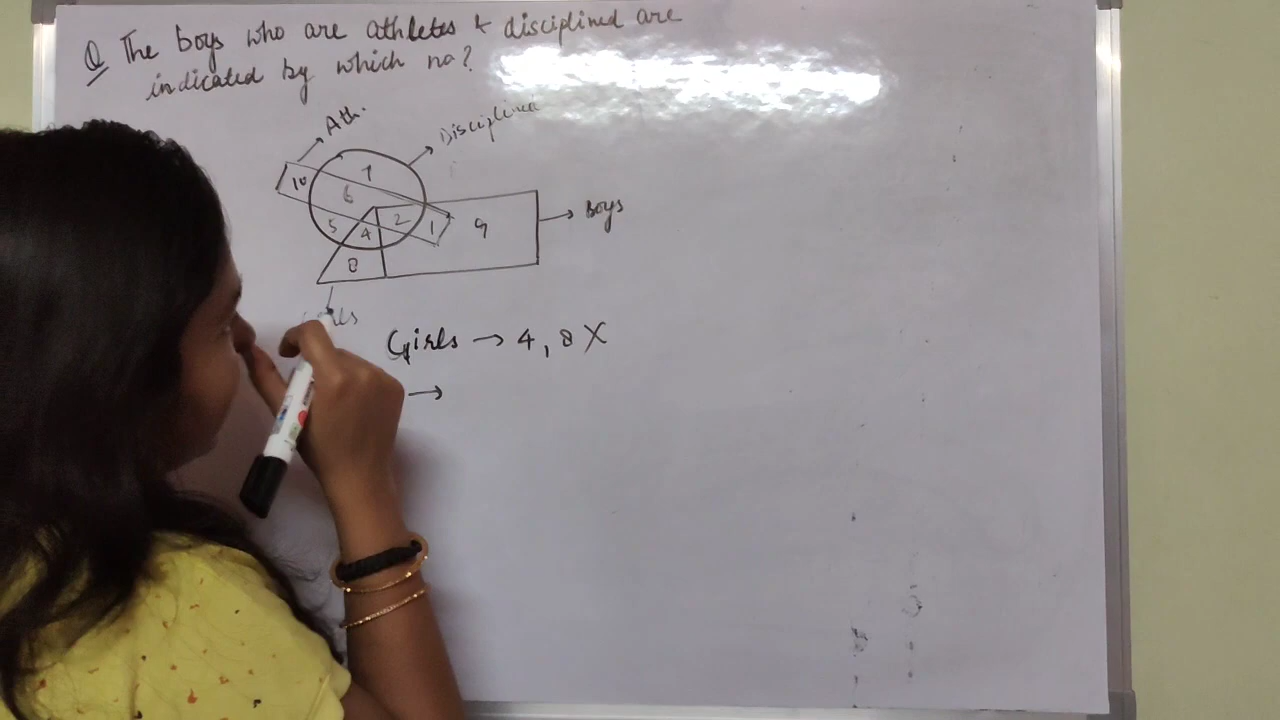 Q The boys who are athletes & disciplined are
indicated by which no?
Ath.
Disciplined
10
7
6
5
4
2
1
9
8
Boys
Girls → 4, 8 X
→